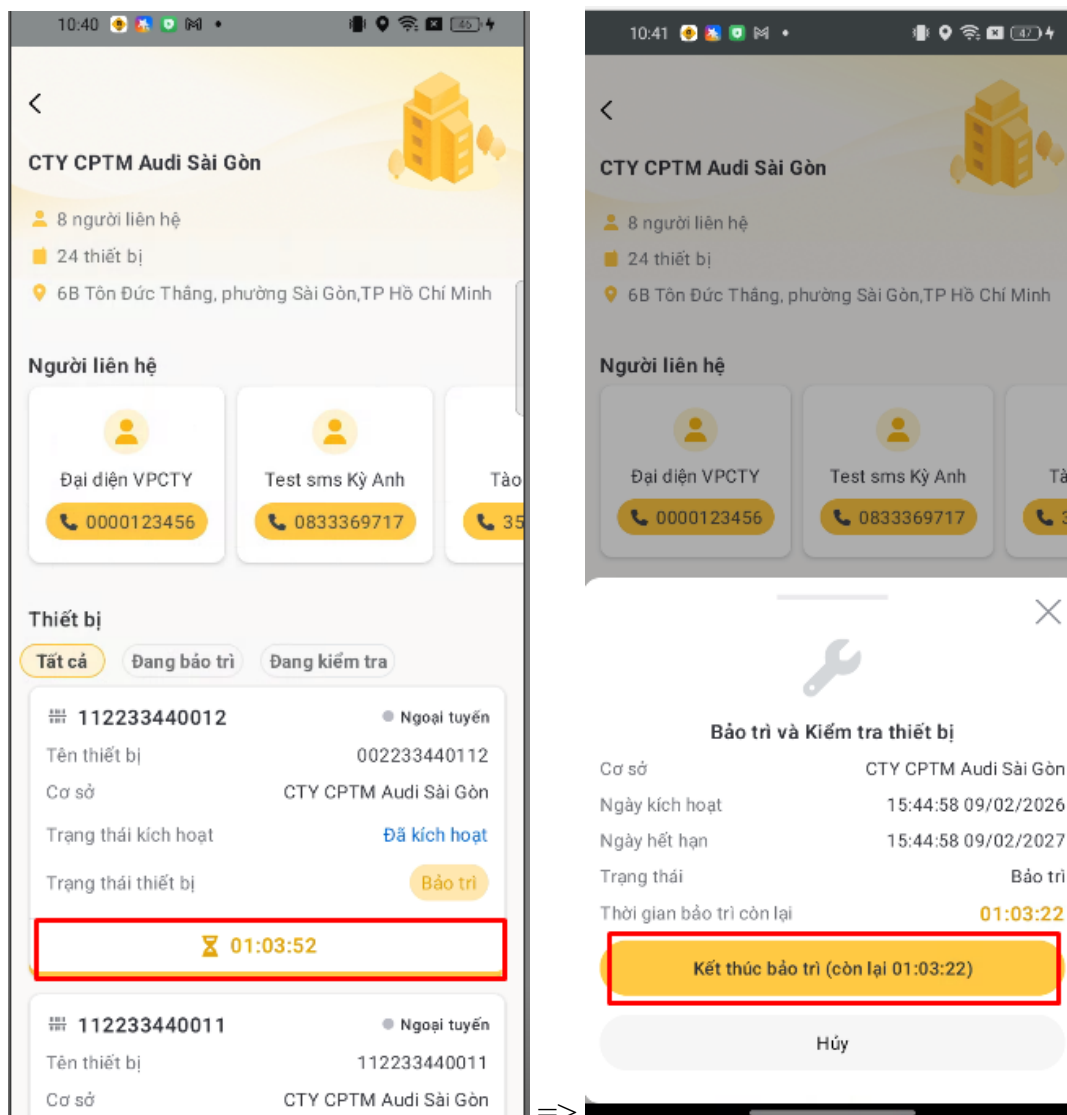 10:40
46
CTY CPTM Audi Sài Gòn
8 người liên hệ
24 thiết bị
6B Tôn Đức Thắng, phường Sài Gòn,TP Hồ Chí Minh
Người liên hệ
Đại diện VPCTY
Test sms Kỳ Anh
Tào
0000123456
0833369717
35
Thiết bị
Tất cả
Đang bảo trì
Đang kiểm tra
112233440012
Ngoại tuyến
Tên thiết bị
002233440112
Cơ sở
CTY CPTM Audi Sài Gòn
Trạng thái kích hoạt
Đã kích hoạt
Trạng thái thiết bị
Bảo trì
01:03:52
112233440011
Ngoại tuyến
Tên thiết bị
112233440011
Cơ sở
CTY CPTM Audi Sài Gòn
=>
10:41
47
CTY CPTM Audi Sài Gòn
8 người liên hệ
24 thiết bị
6B Tôn Đức Thắng, phường Sài Gòn,TP Hồ Chí Minh
Người liên hệ
Đại diện VPCTY
Test sms Kỳ Anh
0000123456
0833369717
Bảo trì và Kiểm tra thiết bị
Cơ sở
CTY CPTM Audi Sài Gòn
Ngày kích hoạt
15:44:58 09/02/2026
Ngày hết hạn
15:44:58 09/02/2027
Trạng thái
Bảo trì
Thời gian bảo trì còn lại
01:03:22
Kết thúc bảo trì (còn lại 01:03:22)
Hủy